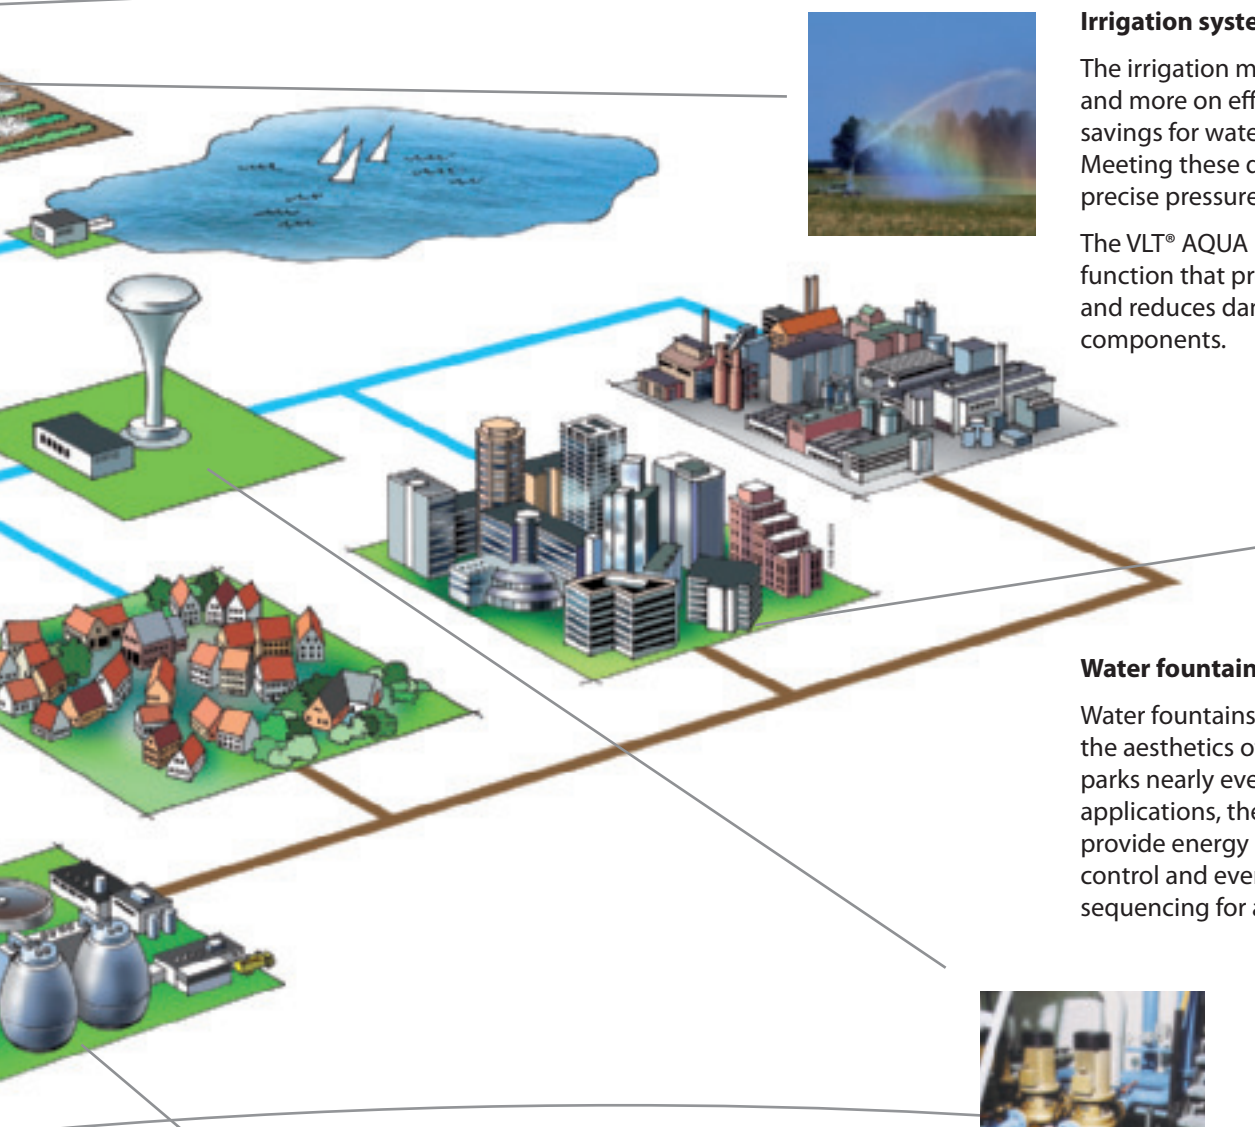 Irrigation syste
The irrigation m
and more on eff
savings for wate
Meeting these d
precise pressure
The VLT® AQUA
function that pr
and reduces dar
components.
Water fountain
Water fountains
the aesthetics o
parks nearly eve
applications, the
provide energy
control and ever
sequencing for a